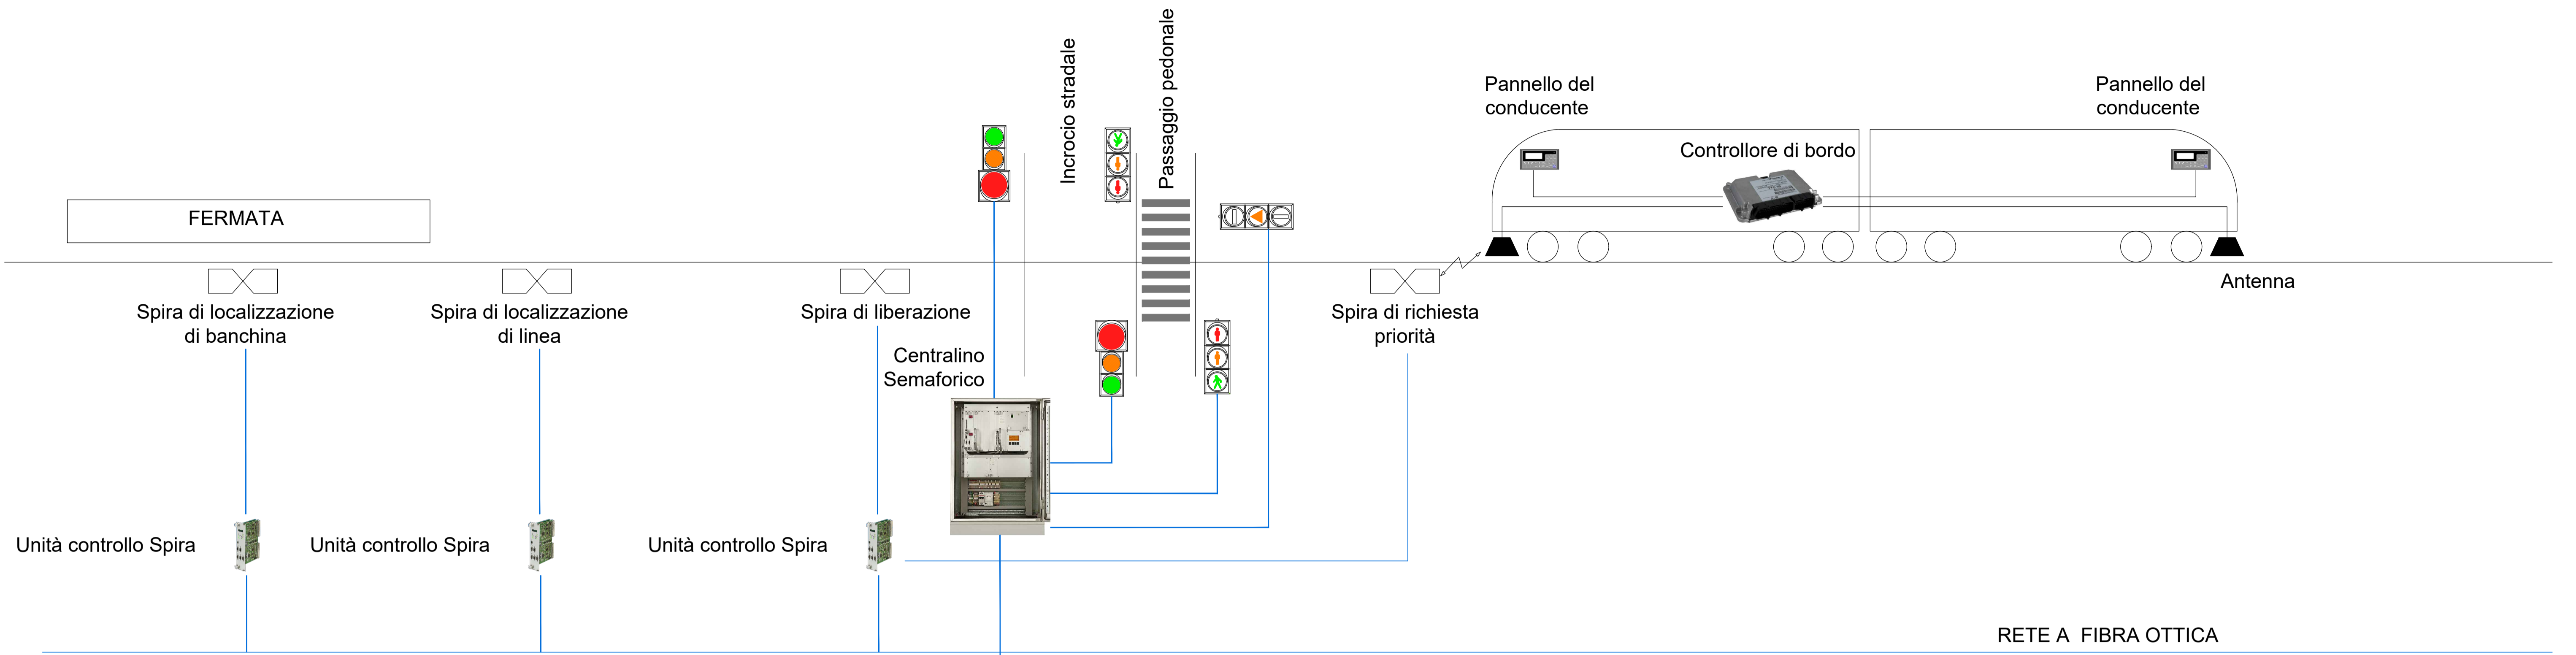 Incrocio stradale
Passaggio pedonale
Pannello del
conducente
Pannello del
conducente
Controllore di bordo
FERMATA
Antenna
Spira di localizzazione
di banchina
Spira di localizzazione
di linea
Spira di liberazione
Spira di richiesta
priorità
Centralino
Semaforico
Unità controllo Spira
Unità controllo Spira
Unità controllo Spira
RETE A  FIBRA OTTICA